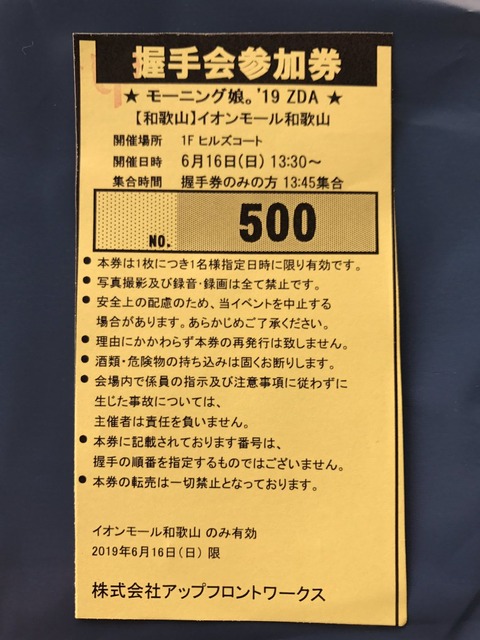 握手会参加券
★ モーニング娘。'19 ZDA ★
【和歌山】イオンモール和歌山
開催場所 1F ヒルズコート
開催日時 6月16日(日) 13:30～
集合時間 握手券のみの方 13:45集合
NO. 500
●本券は1枚につき1名様指定日時に限り有効です。
●写真撮影及び録音・録画は全て禁止です。
●安全上の配慮のため、当イベントを中止する
場合があります。あらかじめご了承ください。
●理由にかかわらず本券の再発行は致しません。
●酒類・危険物の持ち込みは固くお断りします。
●会場内で係員の指示及び注意事項に従わずに
生じた事故については、
主催者は責任を負いません。
●本券に記載されております番号は、
握手の順番を指定するものではございません。
●本券の転売は一切禁止となっております。
イオンモール和歌山 のみ有効
2019年6月16日(日) 限
株式会社アップフロントワークス